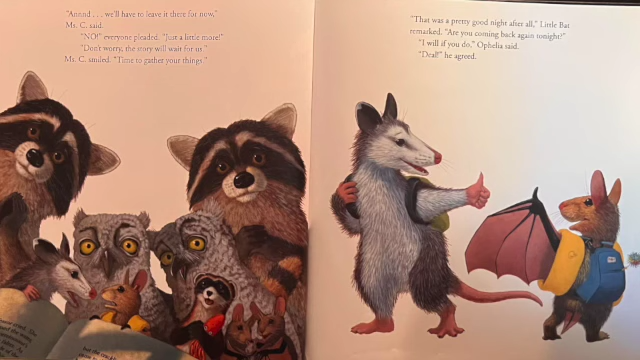 "Annnd . . . we'll have to leave it there for now,"
Ms. C. said.
"NO!" everyone pleaded. "Just a little more!"
"Don't worry, the story will wait for us."
Ms. C. smiled. "Time to gather your things."
"That was a pretty good night after all," Little Bat
remarked. "Are you coming back again tonight?"
"I will if you do," Ophelia said.
"Deal!" he agreed.